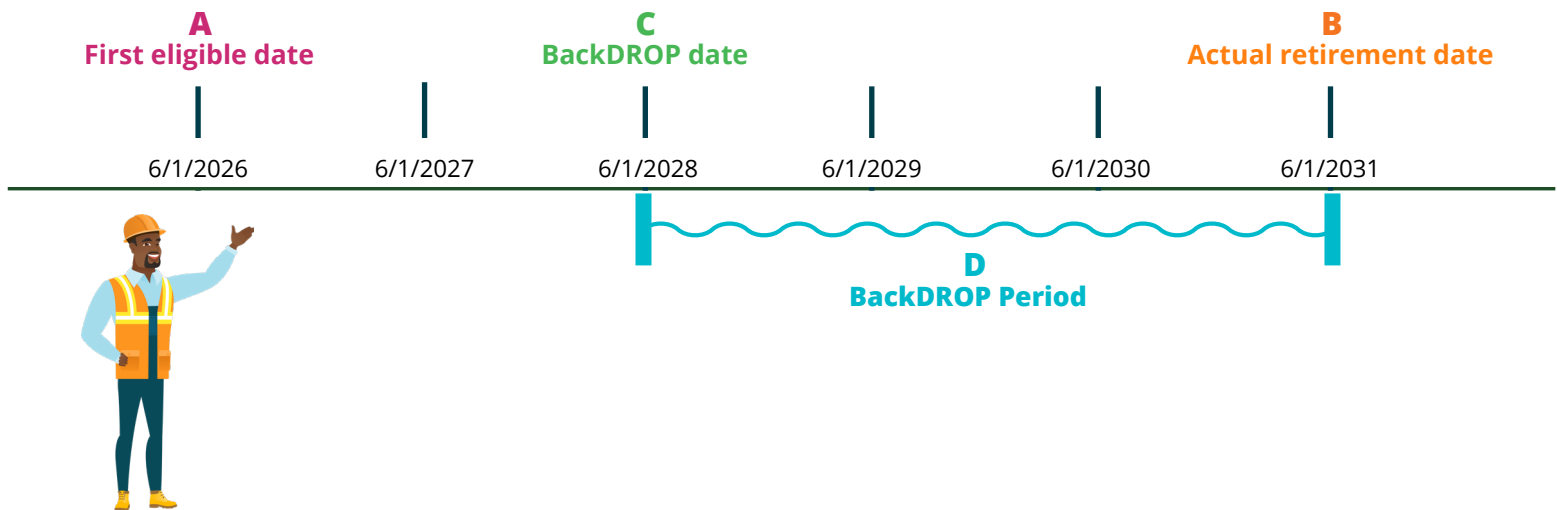 A
First eligible date
C
BackDROP date
B
Actual retirement date
6/1/2026
6/1/2027
6/1/2028
6/1/2029
6/1/2030
6/1/2031
D
BackDROP Period